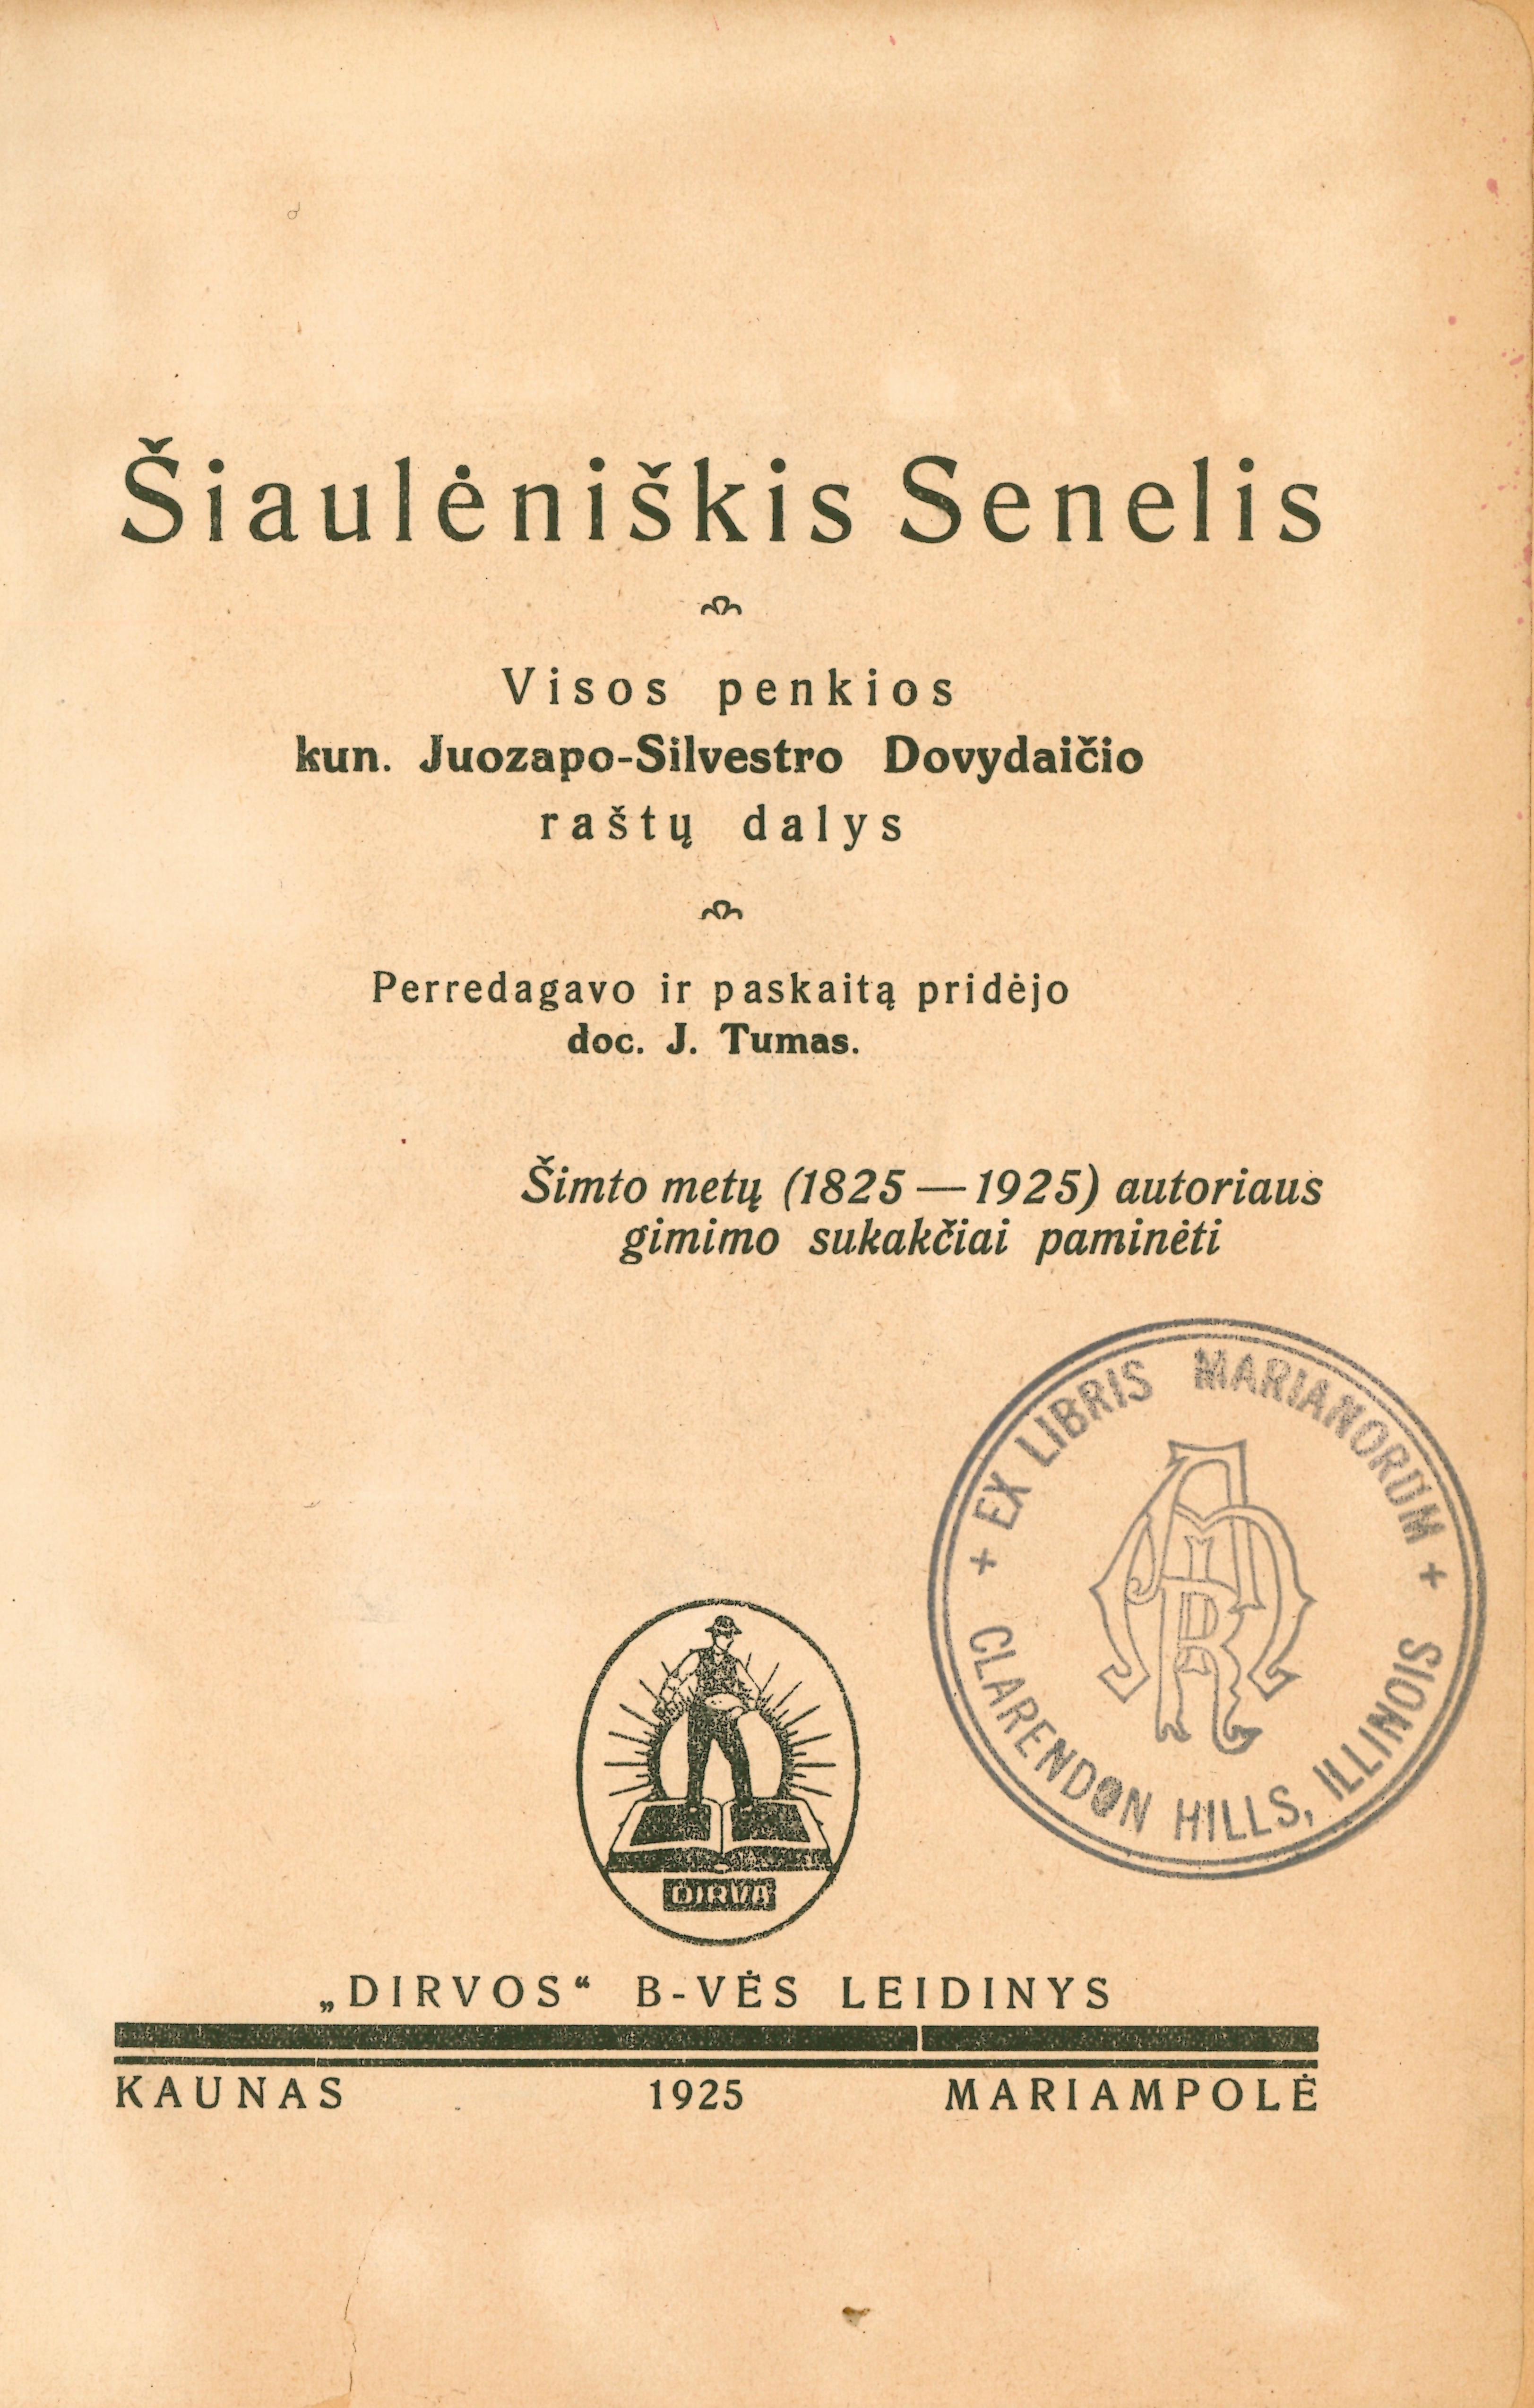 Šiaulėniškis Senelis
Visos penkios
kun. Juozapo-Silvestro Dovydaičio
raštų dalys
Perredagavo ir paskaitą pridėjo
doc. J. Tumas.
Šimto metų (1825—1925) autoriaus
gimimo sukakčiai paminėti
+ EX LIBRIS MARIANORUM +
CLARENDON HILLS, ILLINOIS
DIRVA
„DIRVOS“ B-VĖS LEIDINYS
KAUNAS 1925 MARIAMPOLĖ